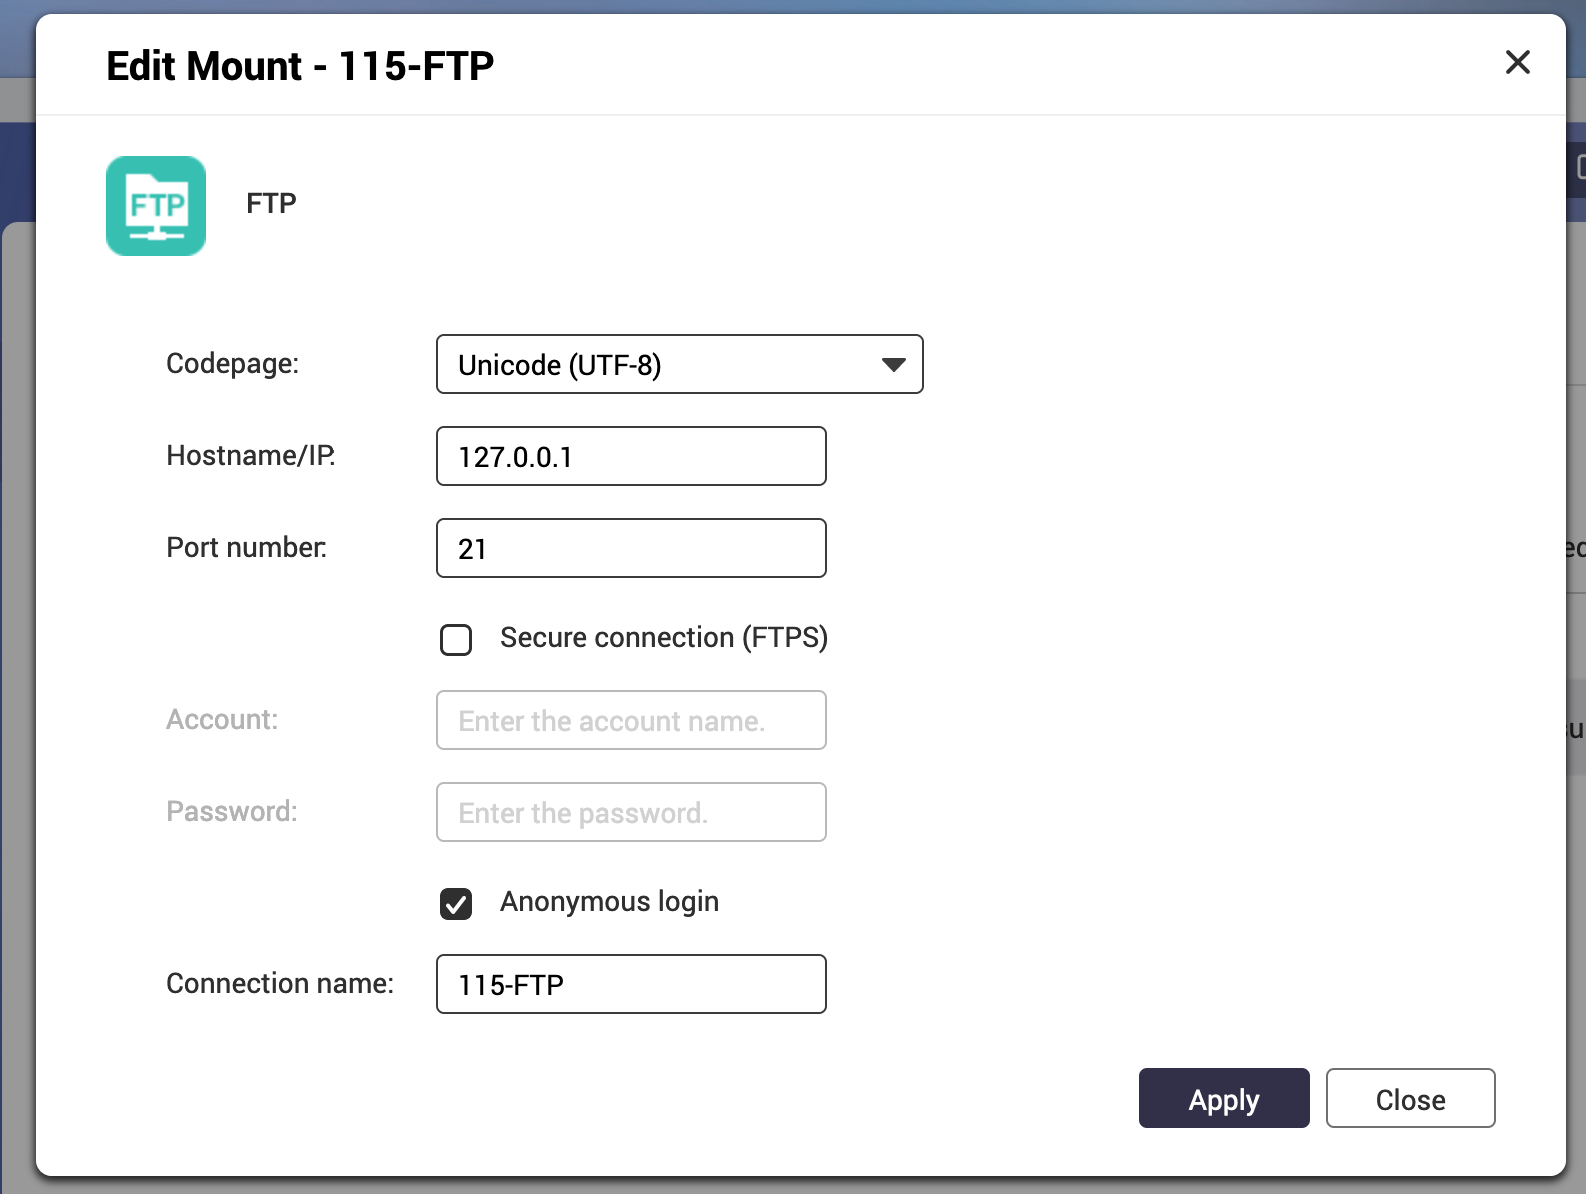 Edit Mount - 115-FTP
FTP
FTP
Codepage:
Unicode (UTF-8)
Hostname/IP:
127.0.0.1
Port number:
21
Secure connection (FTPS)
Account:
Enter the account name.
Password:
Enter the password.
Anonymous login
Connection name:
115-FTP
Apply
Close